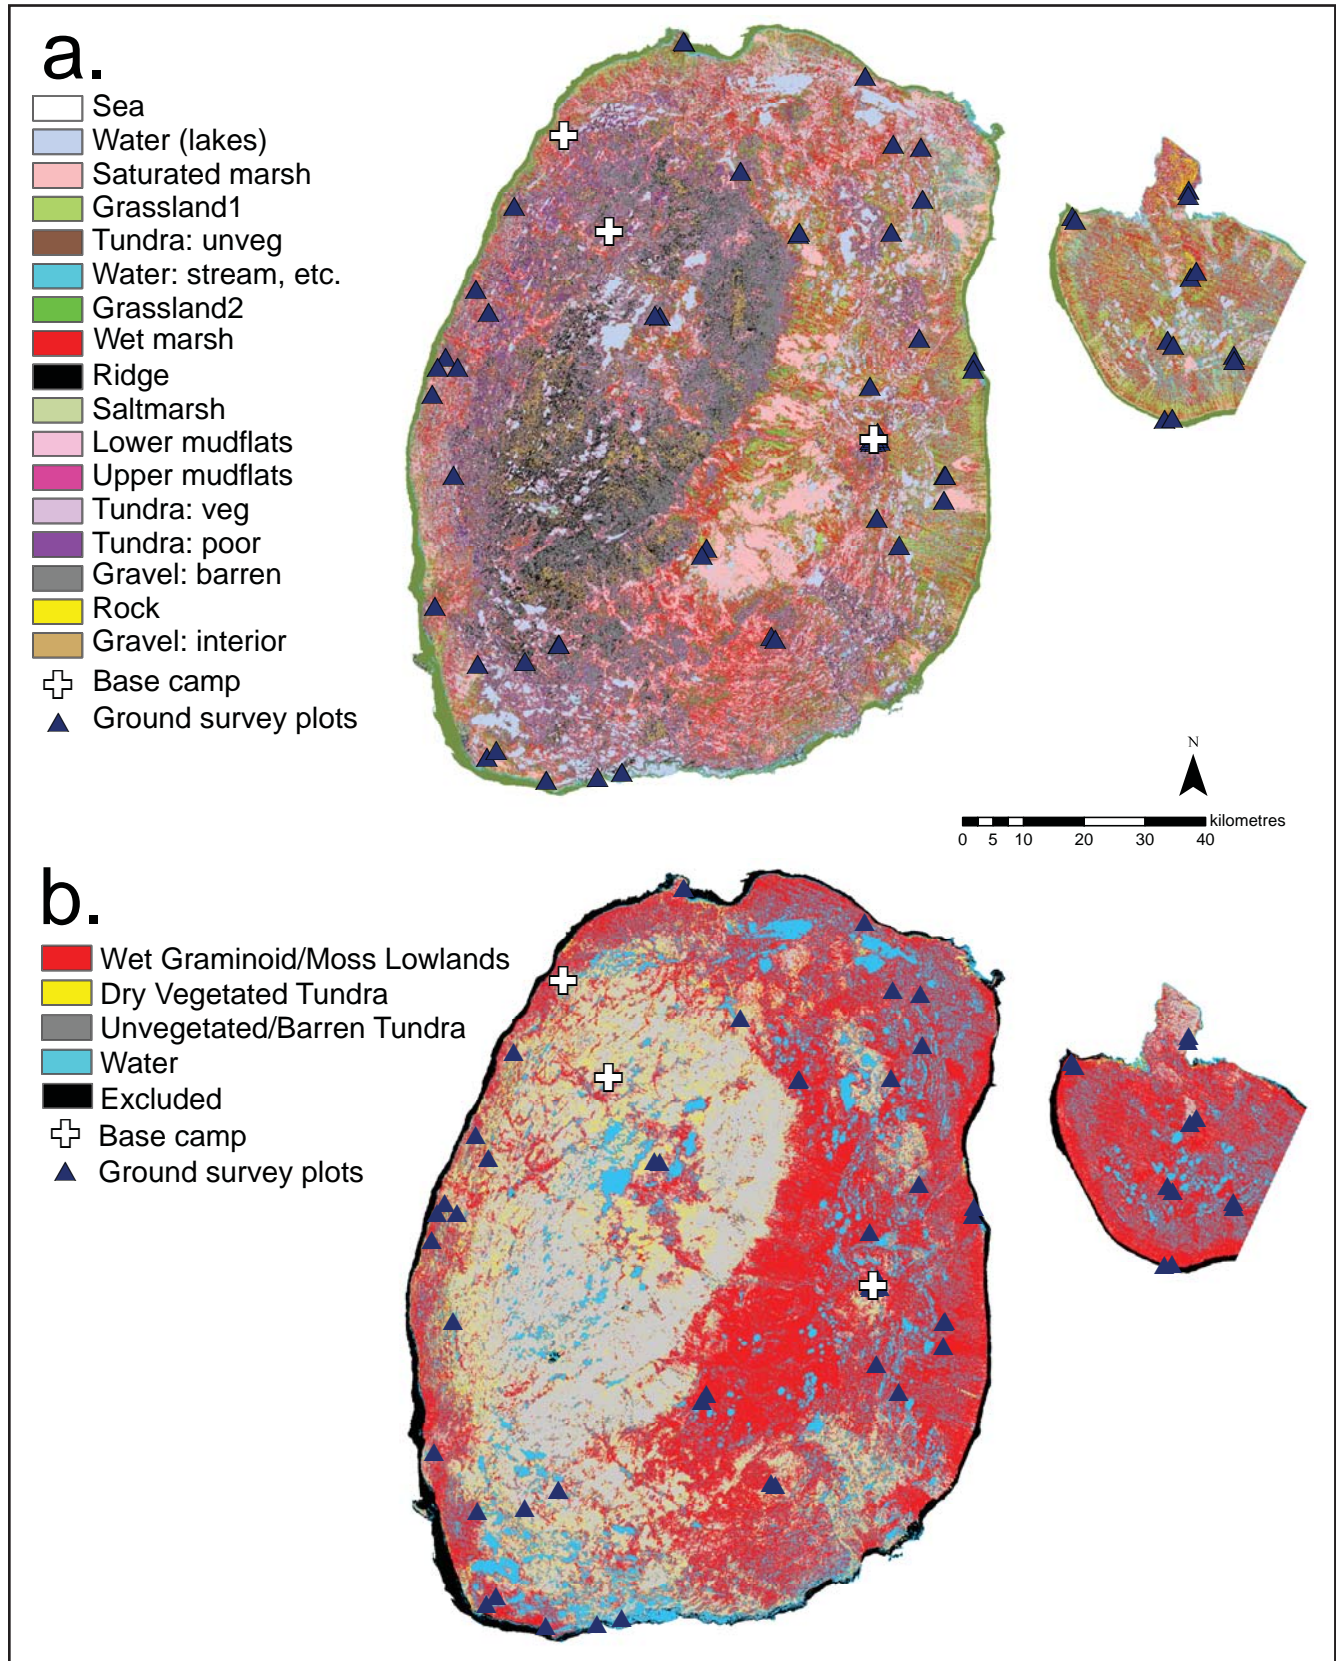 a.
Sea
Water (lakes)
Saturated marsh
Grassland1
Tundra: unveg
Water: stream, etc.
Grassland2
Wet marsh
Ridge
Saltmarsh
Lower mudflats
Upper mudflats
Tundra: veg
Tundra: poor
Gravel: barren
Rock
Gravel: interior
Base camp
Ground survey plots
N
kilometres
0 5 10 20 30 40
b.
Wet Graminoid/Moss Lowlands
Dry Vegetated Tundra
Unvegetated/Barren Tundra
Water
Excluded
Base camp
Ground survey plots